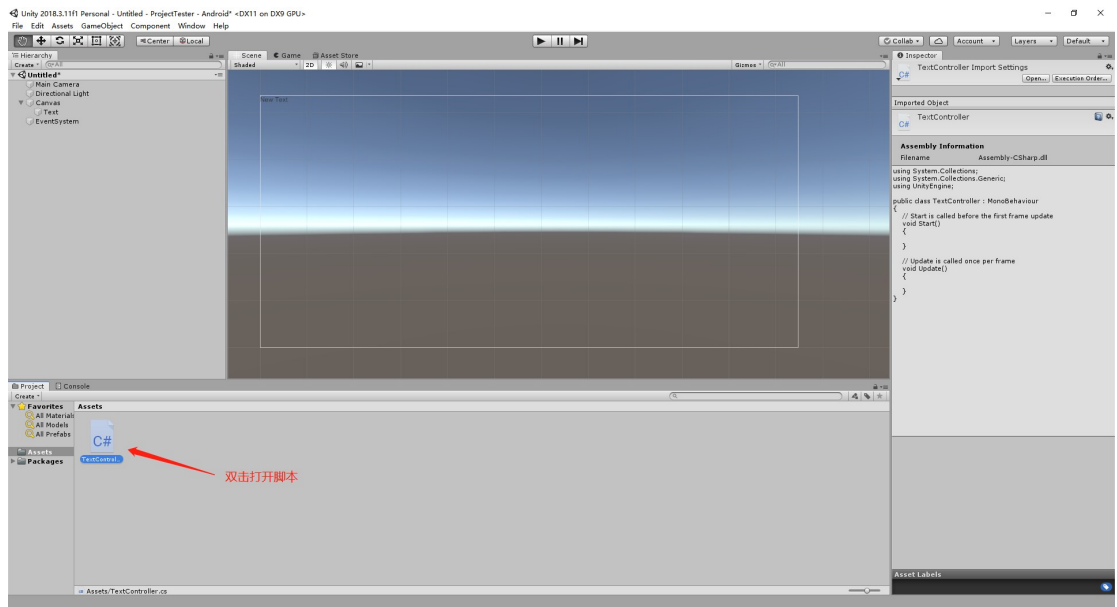 Unity 2018.3.11f1 Personal - Untitled - ProjectTester - Android* <DX11 on DX9 GPU>
File Edit Assets GameObject Component Window Help
Center Local
Collab Account Layers Default
Hierarchy
Create All
Untitled*
Main Camera
Directional Light
Canvas
Text
EventSystem
Scene Game Asset Store
Shaded 2D Gizmos All
New Text
Inspector
TextController Import Settings
C#
Open... Execution Order...
Imported Object
TextController
C#
Assembly Information
Filename Assembly-CSharp.dll
using System.Collections;
using System.Collections.Generic;
using UnityEngine;
public class TextController : MonoBehaviour
{
// Start is called before the first frame update
void Start()
{
}
// Update is called once per frame
void Update()
{
}
}
Project Console
Create
Favorites
All Materials
All Models
All Prefabs
Assets
Packages
Assets
C#
TextControl...
双击打开脚本
Assets/TextController.cs
Asset Labels